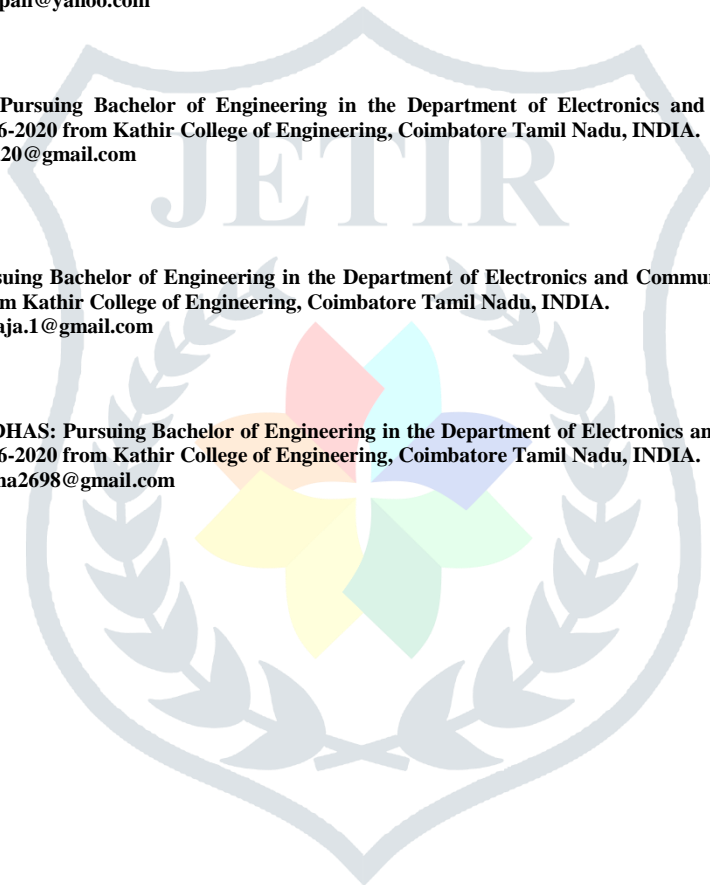 pan@yahoo.com
Pursuing Bachelor of Engineering in the Department of Electronics and
6-2020 from Kathir College of Engineering, Coimbatore Tamil Nadu, INDIA.
20@gmail.com
JETIR
suing Bachelor of Engineering in the Department of Electronics and Commu
m Kathir College of Engineering, Coimbatore Tamil Nadu, INDIA.
aja.1@gmail.com
DHAS: Pursuing Bachelor of Engineering in the Department of Electronics an
6-2020 from Kathir College of Engineering, Coimbatore Tamil Nadu, INDIA.
na2698@gmail.com